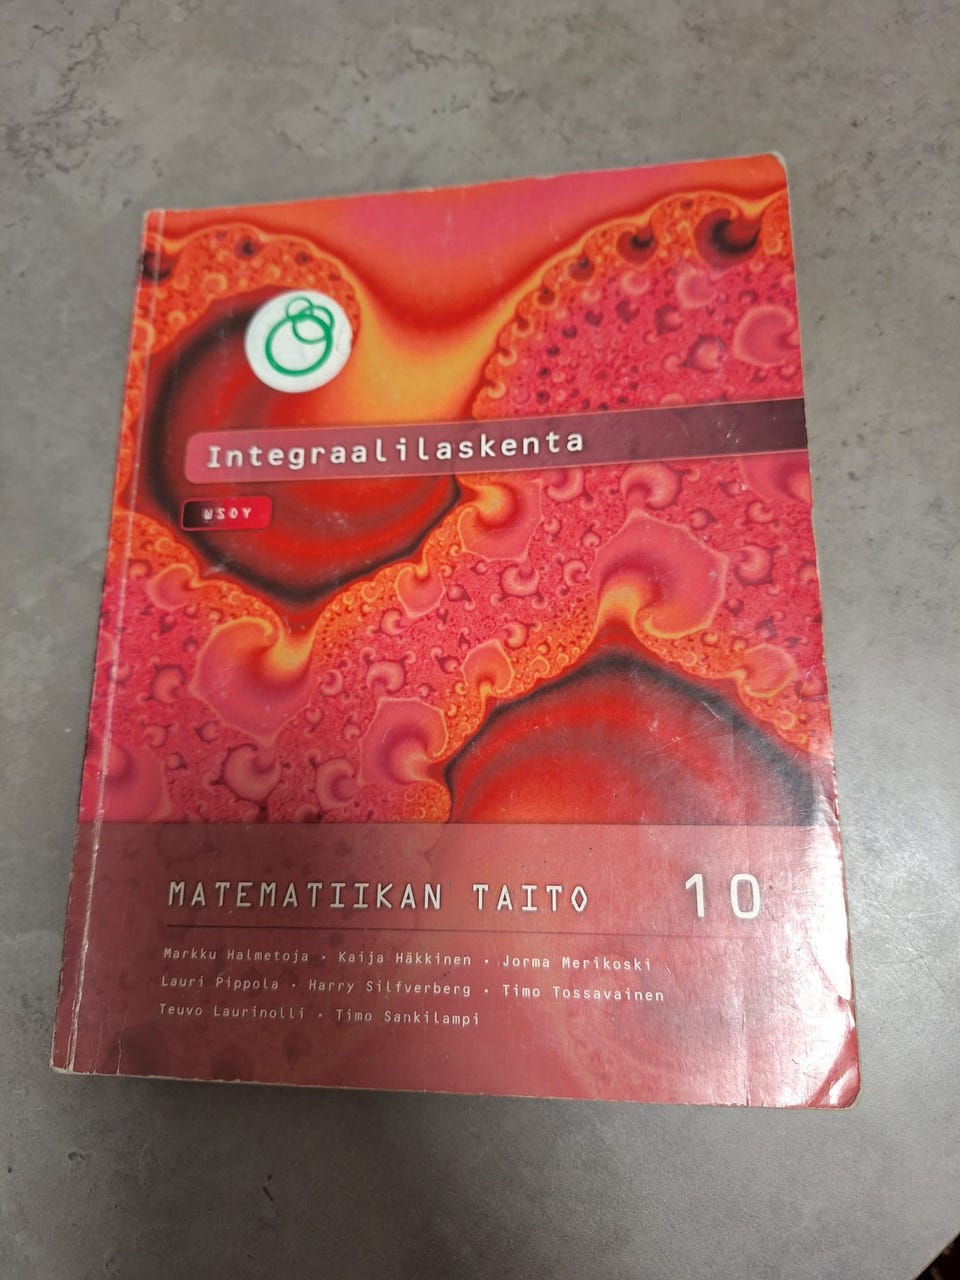 Integraalilaskenta
WSOY
MATEMATIIKAN TAITO 10
Markku Halmetoja • Kaija Häkkinen • Jorma Merikoski
Lauri Pippola • Harry Silfverberg • Timo Tossavainen
Teuvo Laurinolli • Timo Sankilampi